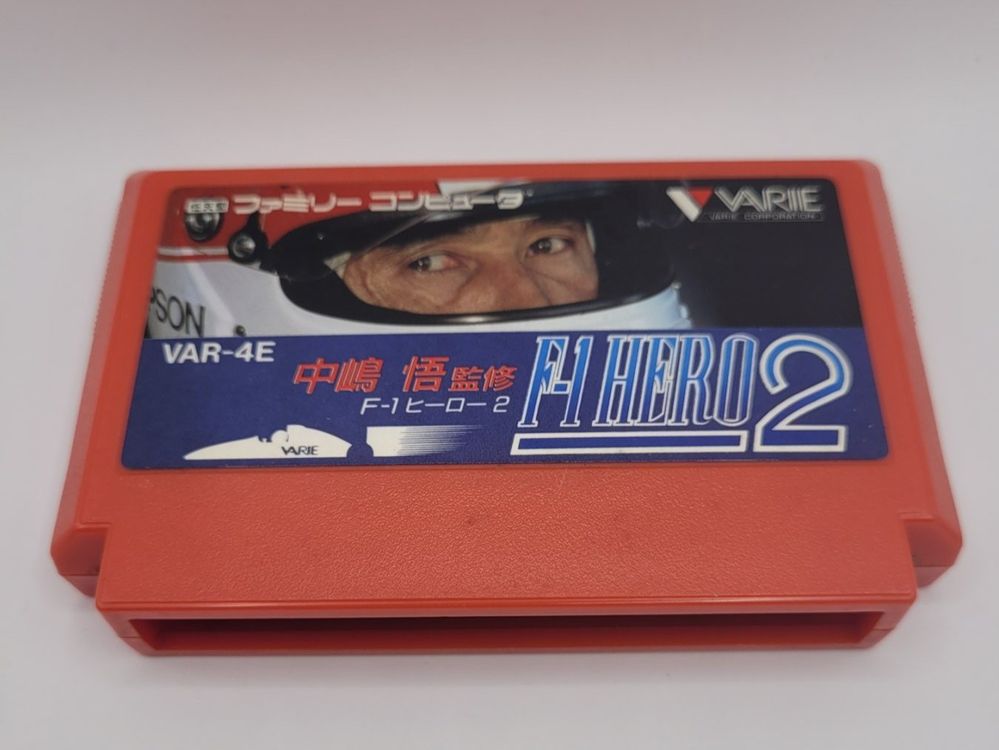 ファミリー コンピュータ
VARIE
VARIE CORPORATION
PSON
VAR-4E
中嶋 悟 監修
F-1 ヒーロー 2
F-1 HERO 2
VARIE